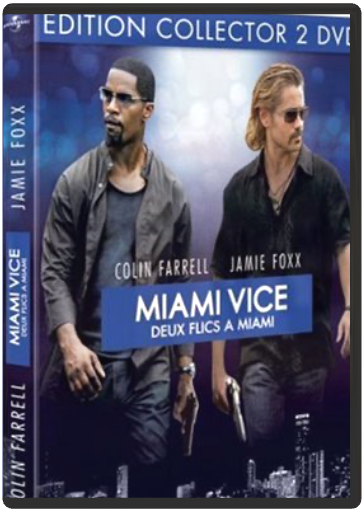 EDITION COLLECTOR 2 DVD
COLIN FARRELL JAMIE FOXX
MIAMI VICE
DEUX FLICS A MIAMI
JAMIE FOXX
MIAMI VICE
DEUX FLICS A MIAMI
COLIN FARRELL